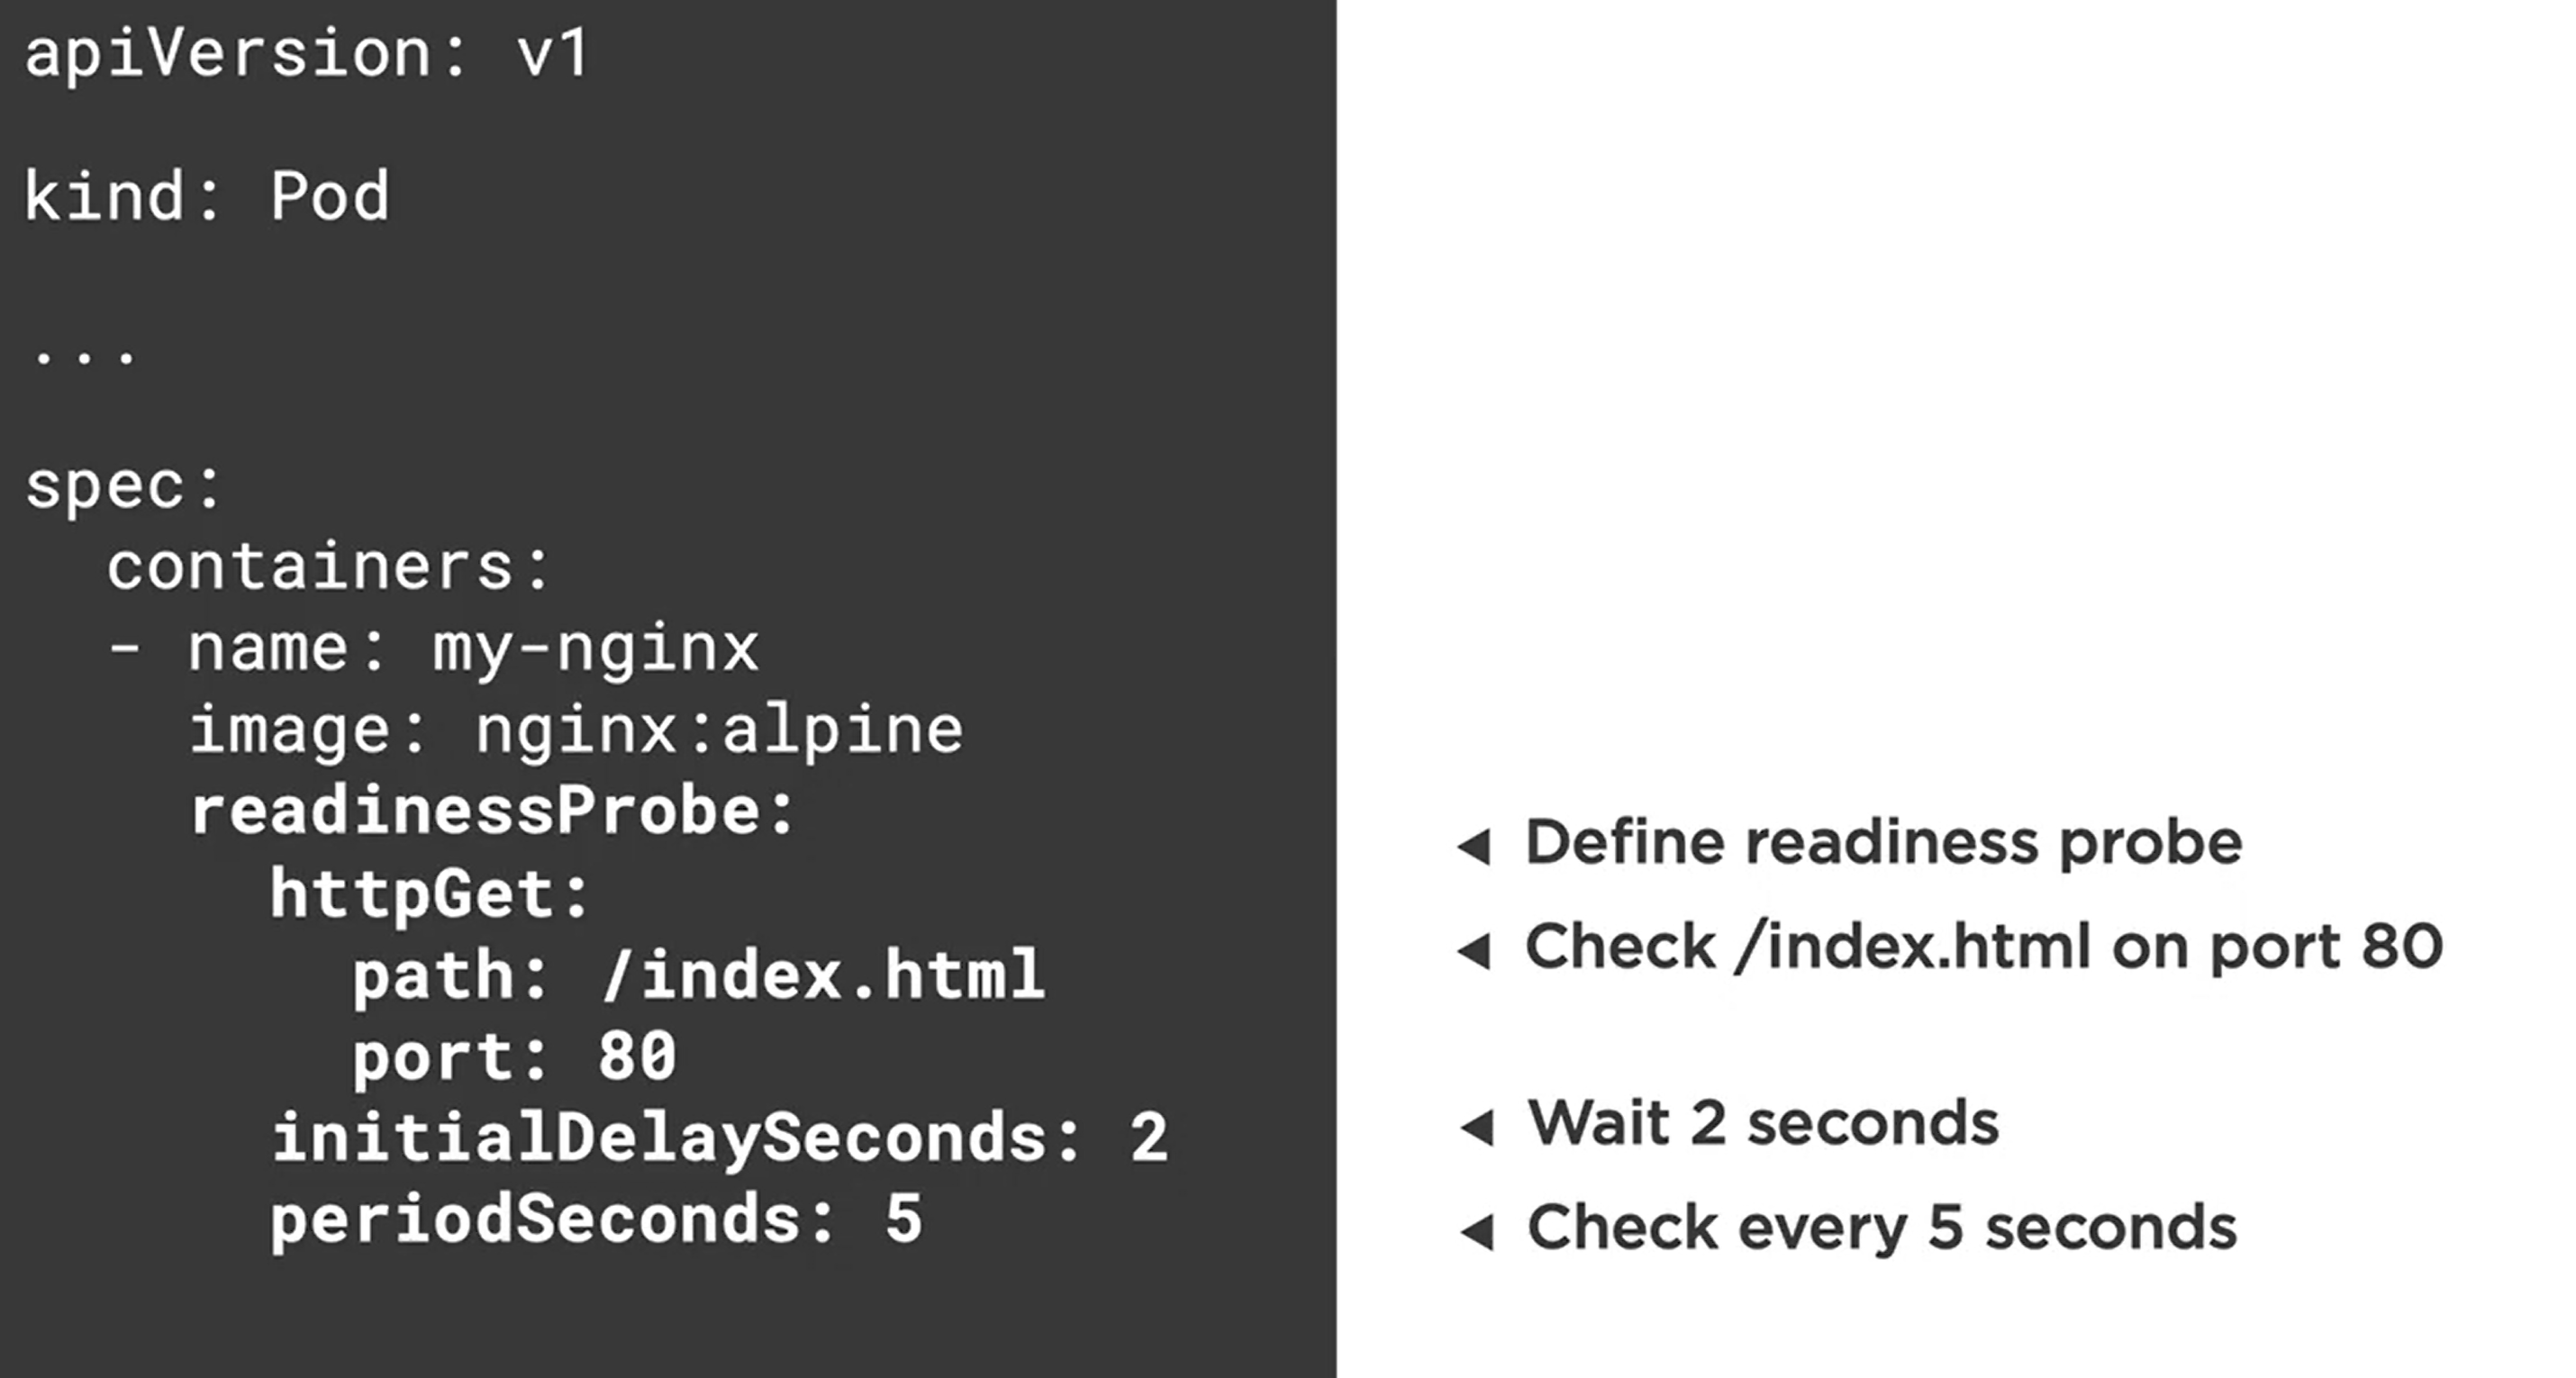 apiVersion: v1
kind: Pod
...
spec:
  containers:
  - name: my-nginx
    image: nginx:alpine
    readinessProbe:
      httpGet:
        path: /index.html
        port: 80
      initialDelaySeconds: 2
      periodSeconds: 5
Define readiness probe
Check /index.html on port 80
Wait 2 seconds
Check every 5 seconds